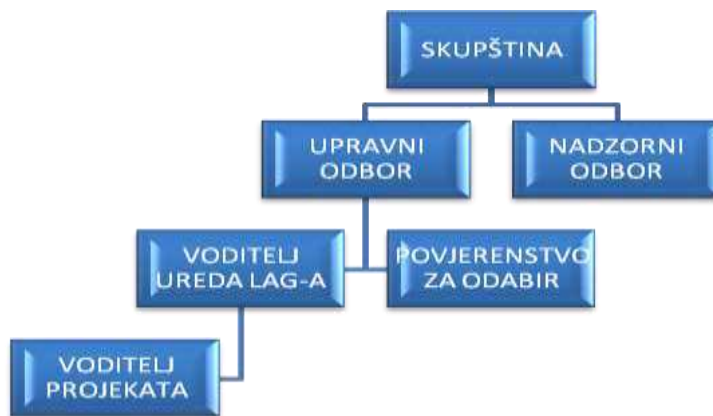 SKUPŠTINA
UPRAVNI
ODBOR
NADZORNI
ODBOR
VODITELJ
UREDA LAG-A
POVJERENSTVO
ZA ODABIR
VODITELJ
PROJEKATA